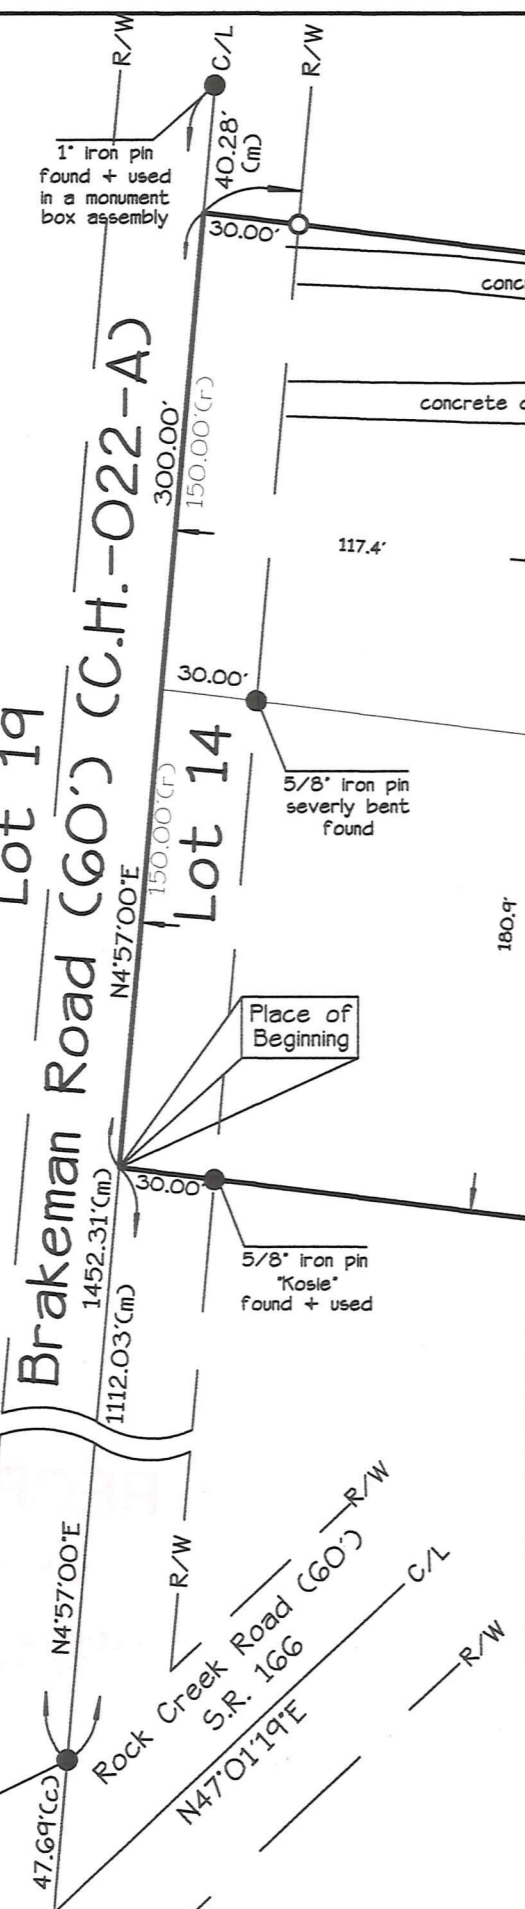 R/W
C/L
R/W
1" iron pin
found + used
in a monument
box assembly
40.28'
(m)
30.00'
conc
concrete
300.00'
150.00'(r)
117.4'
30.00'
5/8" iron pin
severly bent
found
Lot 19
Brakeman Road (60') (C.H.-022-A)
Lot 14
150.00'(r)
N4°57'00"E
180.9'
Place of
Beginning
30.00'
5/8" iron pin
"Kosie"
found + used
1452.31'(m)
1112.03'(m)
N4°57'00"E
R/W
R/W
Rock Creek Road (60')
S.R. 166
C/L
N47°01'19"E
R/W
47.69'(c)